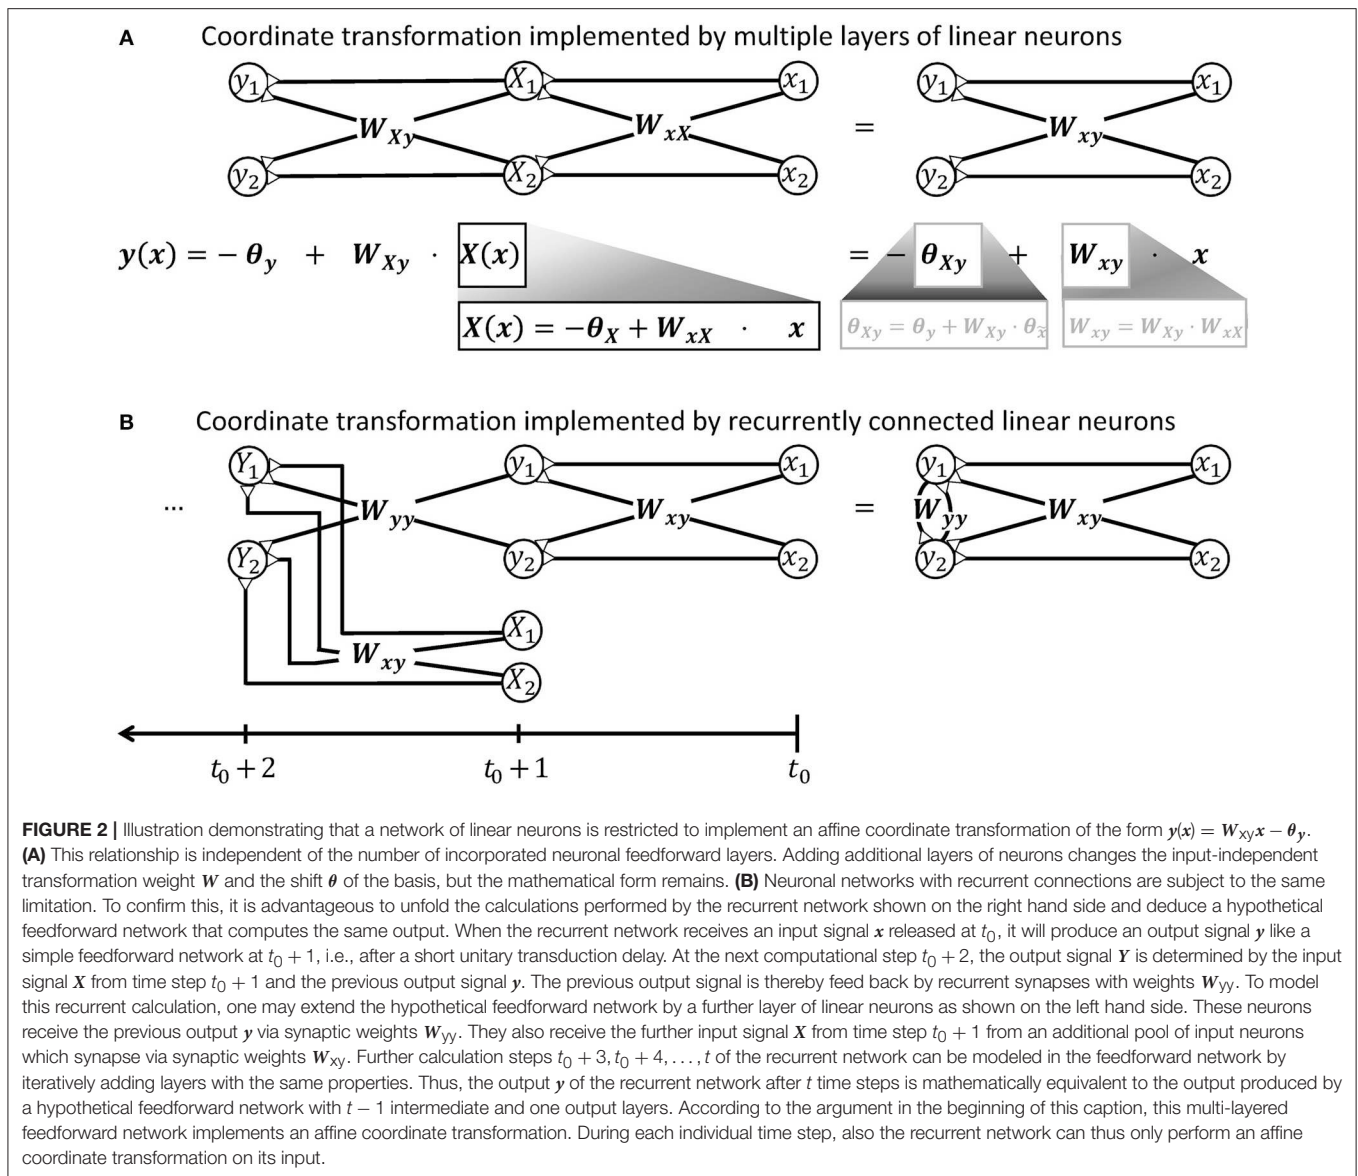 A Coordinate transformation implemented by multiple layers of linear neurons
y₁ X₁ x₁ y₁ x₁
W_Xy W_xX = W_xy
y₂ X₂ x₂ y₂ x₂
y(x) = − θ_y + W_Xy · X(x) = − θ_Xy + W_xy · x
X(x) = −θ_X + W_xX · x θ_Xy = θ_y + W_Xy · θ_x̃ W_xy = W_Xy · W_xX
B Coordinate transformation implemented by recurrently connected linear neurons
Y₁ y₁ x₁ y₁ x₁
... W_yy W_xy = W_yy W_xy
Y₂ y₂ x₂ y₂ x₂
X₁
W_xy
X₂
t₀ + 2 t₀ + 1 t₀
FIGURE 2 | Illustration demonstrating that a network of linear neurons is restricted to implement an affine coordinate transformation of the form y(x) = W_xy x − θ_y.
(A) This relationship is independent of the number of incorporated neuronal feedforward layers. Adding additional layers of neurons changes the input-independent
transformation weight W and the shift θ of the basis, but the mathematical form remains. (B) Neuronal networks with recurrent connections are subject to the same
limitation. To confirm this, it is advantageous to unfold the calculations performed by the recurrent network shown on the right hand side and deduce a hypothetical
feedforward network that computes the same output. When the recurrent network receives an input signal x released at t₀, it will produce an output signal y like a
simple feedforward network at t₀ + 1, i.e., after a short unitary transduction delay. At the next computational step t₀ + 2, the output signal Y is determined by the input
signal X from time step t₀ + 1 and the previous output signal y. The previous output signal is thereby feed back by recurrent synapses with weights W_yy. To model
this recurrent calculation, one may extend the hypothetical feedforward network by a further layer of linear neurons as shown on the left hand side. These neurons
receive the previous output y via synaptic weights W_yy. They also receive the further input signal X from time step t₀ + 1 from an additional pool of input neurons
which synapse via synaptic weights W_xy. Further calculation steps t₀ + 3, t₀ + 4, . . . , t of the recurrent network can be modeled in the feedforward network by
iteratively adding layers with the same properties. Thus, the output y of the recurrent network after t time steps is mathematically equivalent to the output produced by
a hypothetical feedforward network with t − 1 intermediate and one output layers. According to the argument in the beginning of this caption, this multi-layered
feedforward network implements an affine coordinate transformation. During each individual time step, also the recurrent network can thus only perform an affine
coordinate transformation on its input.